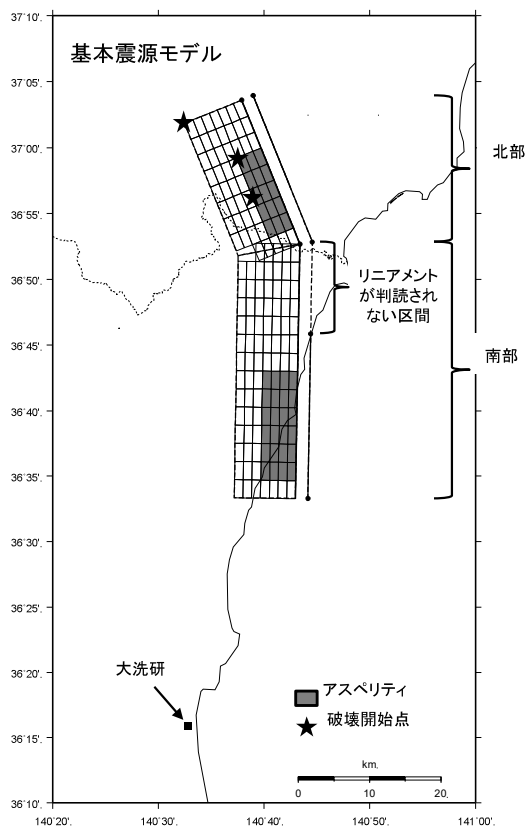 基本震源モデル
37˚10'.
37˚05'.
37˚00'.
36˚55'.
36˚50'.
36˚45'.
36˚40'.
36˚35'.
36˚30'.
36˚25'.
36˚20'.
36˚15'.
36˚10'.
北部
リニアメント
が判読され
ない区間
南部
大洗研
アスペリティ
破壊開始点
km.
0 10 20.
140˚20'. 140˚30'. 140˚40'. 140˚50'. 141˚00'.